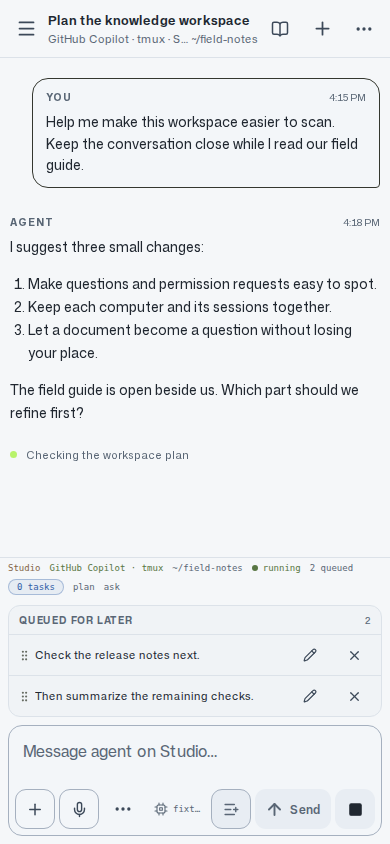 Plan the knowledge workspace
GitHub Copilot · tmux · S... ~/field-notes
YOU 4:15 PM
Help me make this workspace easier to scan.
Keep the conversation close while I read our field
guide.
AGENT 4:18 PM
I suggest three small changes:
1. Make questions and permission requests easy to spot.
2. Keep each computer and its sessions together.
3. Let a document become a question without losing
your place.
The field guide is open beside us. Which part should we
refine first?
Checking the workspace plan
Studio GitHub Copilot · tmux ~/field-notes running 2 queued
0 tasks plan ask
QUEUED FOR LATER 2
Check the release notes next.
Then summarize the remaining checks.
Message agent on Studio...
fixt... Send